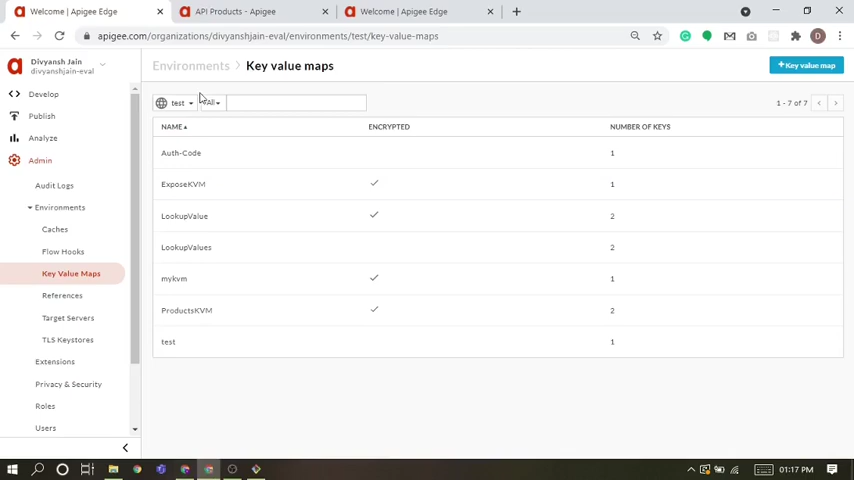 Welcome | Apigee Edge
API Products - Apigee
Welcome | Apigee Edge
apigee.com/organizations/divyanshjain-eval/environments/test/key-value-maps
D
Divyansh Jain
divyanshjain-eval
Environments
Key value maps
+Key value map
Develop
Publish
Analyze
Admin
Audit Logs
Environments
Caches
Flow Hooks
Key Value Maps
References
Target Servers
TLS Keystores
Extensions
Privacy & Security
Roles
Users
test
All
1 - 7 of 7
NAME
ENCRYPTED
NUMBER OF KEYS
Auth-Code
1
ExposeKVM
1
LookupValue
2
LookupValues
2
mykvm
1
ProductsKVM
2
test
1
01:17 PM